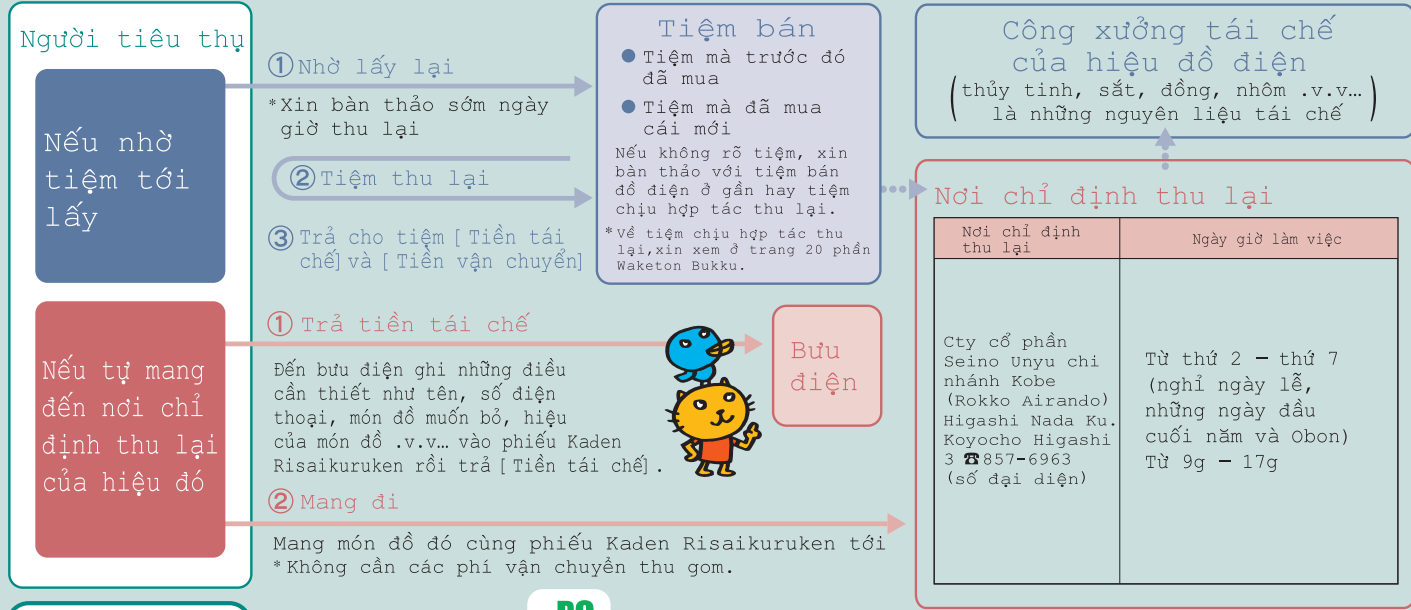 Người tiêu thụ
Nếu nhờ
tiệm tới
lấy
① Nhờ lấy lại
*Xin bàn thảo sớm ngày
giờ thu lại
② Tiệm thu lại
③ Trả cho tiệm [Tiền tái
chế] và [Tiền vận chuyển]
Tiệm bán
● Tiệm mà trước đó
đã mua
● Tiệm mà đã mua
cái mới
Nếu không rõ tiệm, xin
bàn thảo với tiệm bán
đồ điện ở gần hay tiệm
chịu hợp tác thu lại.
*Về tiệm chịu hợp tác thu
lại,xin xem ở trang 20 phần
Waketon Bukku.
Công xưởng tái chế
của hiệu đồ điện
(thủy tinh, sắt, đồng, nhôm .v.v…
là những nguyên liệu tái chế)
Nếu tự mang
đến nơi chỉ
định thu lại
của hiệu đó
① Trả tiền tái chế
Đến bưu điện ghi những điều
cần thiết như tên, số điện
thoại, món đồ muốn bỏ, hiệu
của món đồ .v.v… vào phiếu Kaden
Risaikuruken rồi trả [Tiền tái chế].
Bưu
điện
② Mang đi
Mang món đồ đó cùng phiếu Kaden Risaikuruken tới
*Không cần các phí vận chuyển thu gom.
Nơi chỉ định thu lại
Nơi chỉ định
thu lại
Ngày giờ làm việc
Cty cổ phần
Seino Unyu chi
nhánh Kobe
(Rokko Airando)
Higashi Nada Ku.
Koyocho Higashi
3 ☎857-6963
(số đại diện)
Từ thứ 2 – thứ 7
(nghỉ ngày lễ,
những ngày đầu
cuối năm và Obon)
Từ 9g – 17g